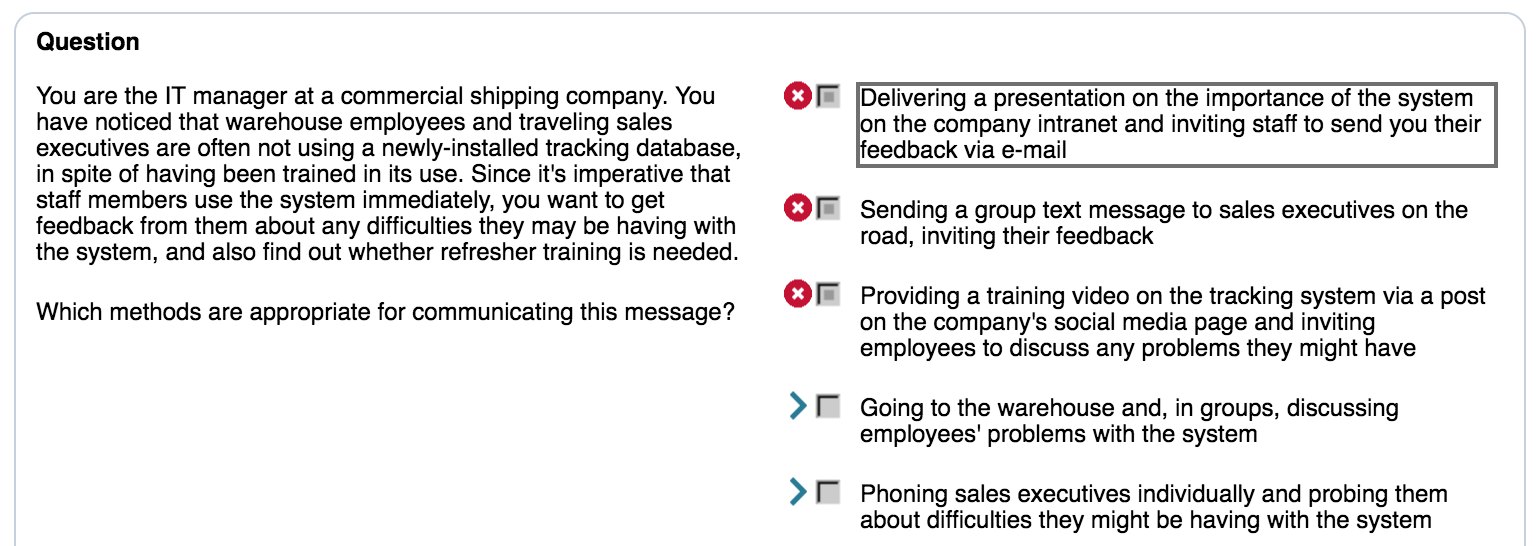 Question
You are the IT manager at a commercial shipping company. You
have noticed that warehouse employees and traveling sales
executives are often not using a newly-installed tracking database,
in spite of having been trained in its use. Since it's imperative that
staff members use the system immediately, you want to get
feedback from them about any difficulties they may be having with
the system, and also find out whether refresher training is needed.
Which methods are appropriate for communicating this message?
Delivering a presentation on the importance of the system
on the company intranet and inviting staff to send you their
feedback via e-mail
Sending a group text message to sales executives on the
road, inviting their feedback
Providing a training video on the tracking system via a post
on the company's social media page and inviting
employees to discuss any problems they might have
Going to the warehouse and, in groups, discussing
employees' problems with the system
Phoning sales executives individually and probing them
about difficulties they might be having with the system